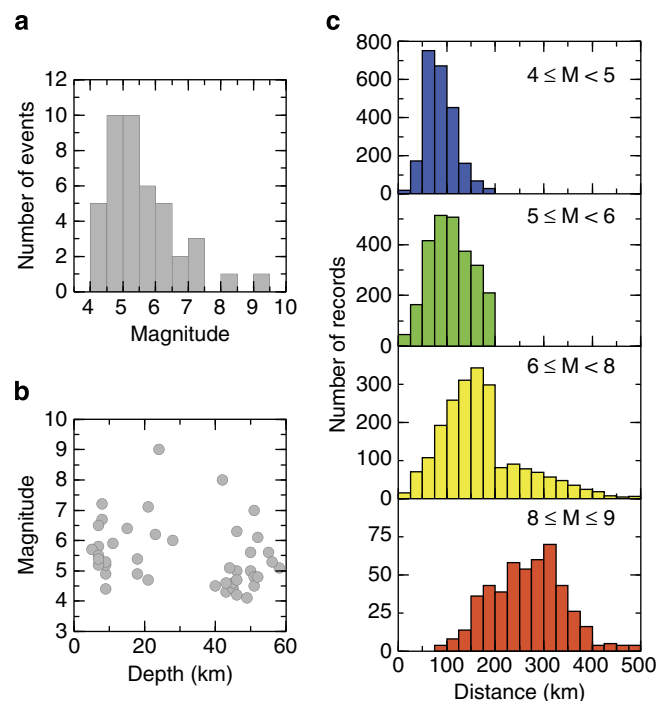 a
12
10
8
6
4
2
0
4 5 6 7 8 9 10
Number of events
Magnitude
b
10
9
8
7
6
5
4
3
0 20 40 60
Magnitude
Depth (km)
c
800
600
400
200
0
4 ≤ M < 5
400
200
0
5 ≤ M < 6
300
200
100
0
6 ≤ M < 8
75
50
25
0
8 ≤ M ≤ 9
0 100 200 300 400 500
Number of records
Distance (km)